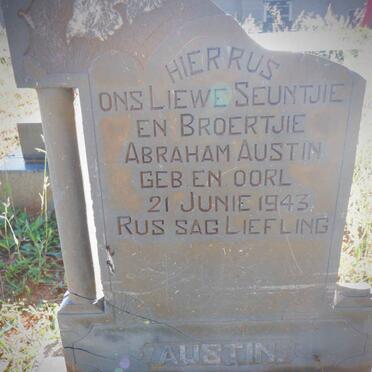 HIER RUS
ONS LIEWE SEUNTJIE
EN BROERTJIE
ABRAHAM AUSTIN
GEB EN OORL
21 JUNIE 1943
RUS SAG LIEFLING
AUSTIN